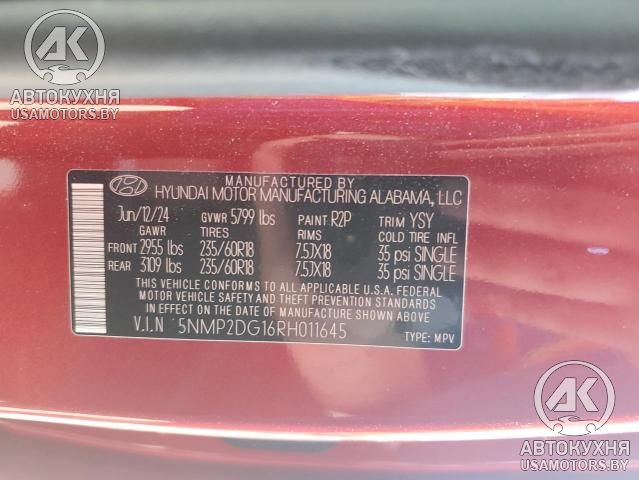 AK
АВТОКУХНЯ
USAMOTORS.BY
MANUFACTURED BY
HYUNDAI MOTOR MANUFACTURING ALABAMA, LLC
Jun/12/24 GVWR 5799 lbs PAINT R2P TRIM YSY
GAWR TIRES RIMS COLD TIRE INFL
FRONT 2955 lbs 235/60R18 7.5JX18 35 psi SINGLE
REAR 3109 lbs 235/60R18 7.5JX18 35 psi SINGLE
THIS VEHICLE CONFORMS TO ALL APPLICABLE U.S.A. FEDERAL
MOTOR VEHICLE SAFETY AND THEFT PREVENTION STANDARDS
IN EFFECT ON THE DATE OF MANUFACTURE SHOWN ABOVE.
V.I.N 5NMP2DG16RH011645 TYPE: MPV
AK
АВТОКУХНЯ
USAMOTORS.BY